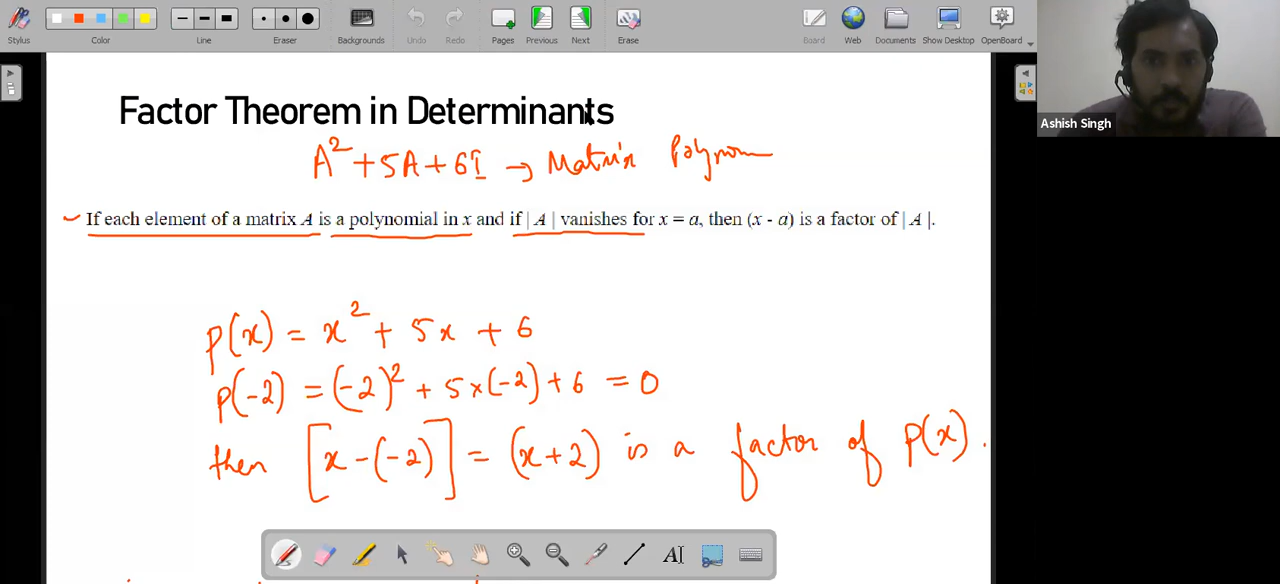 Stylus Color Line Eraser Backgrounds Undo Redo Pages Previous Next Erase Board Web Documents Show Desktop OpenBoard
Ashish Singh
Factor Theorem in Determinants
A² + 5A + 6I → Matrix Polynom
If each element of a matrix A is a polynomial in x and if | A | vanishes for x = a, then (x - a) is a factor of | A |.
p(x) = x² + 5x + 6
p(-2) = (-2)² + 5x(-2) + 6 = 0
then [x - (-2)] = (x + 2) is a factor of p(x).